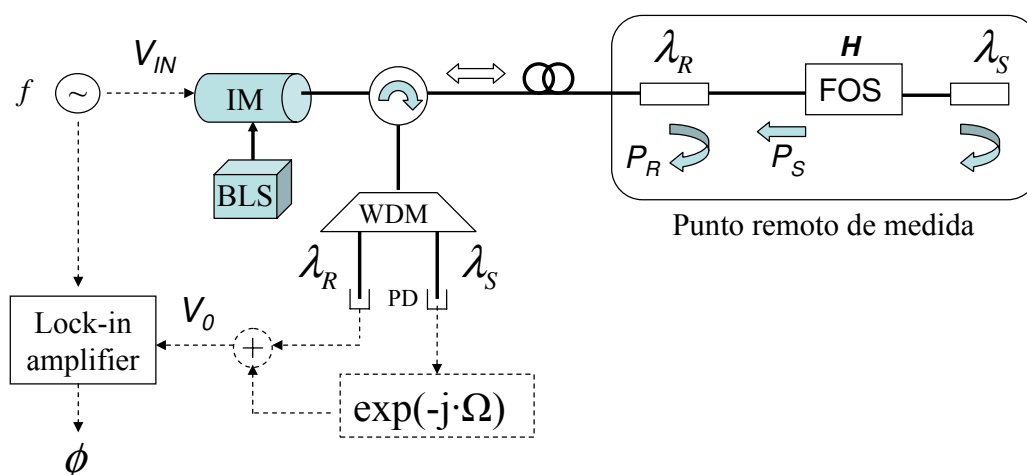 f
~
V_IN
IM
BLS
λ_R
H
FOS
λ_S
P_R
P_S
Punto remoto de medida
WDM
λ_R
λ_S
PD
V_0
+
Lock-in
amplifier
exp(-j·Ω)
ϕ